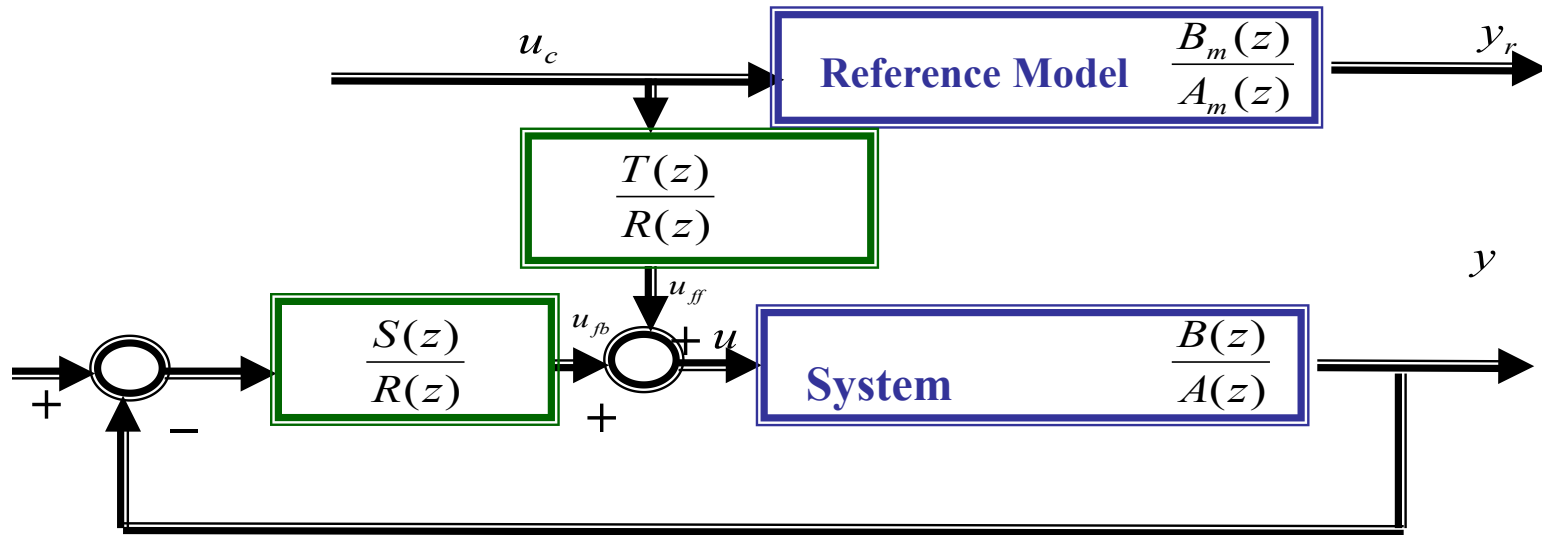 u_c
Reference Model B_m(z)/A_m(z)
y_r
T(z)/R(z)
u_ff
y
S(z)/R(z)
u_fb
+
u
System B(z)/A(z)
+
−
+